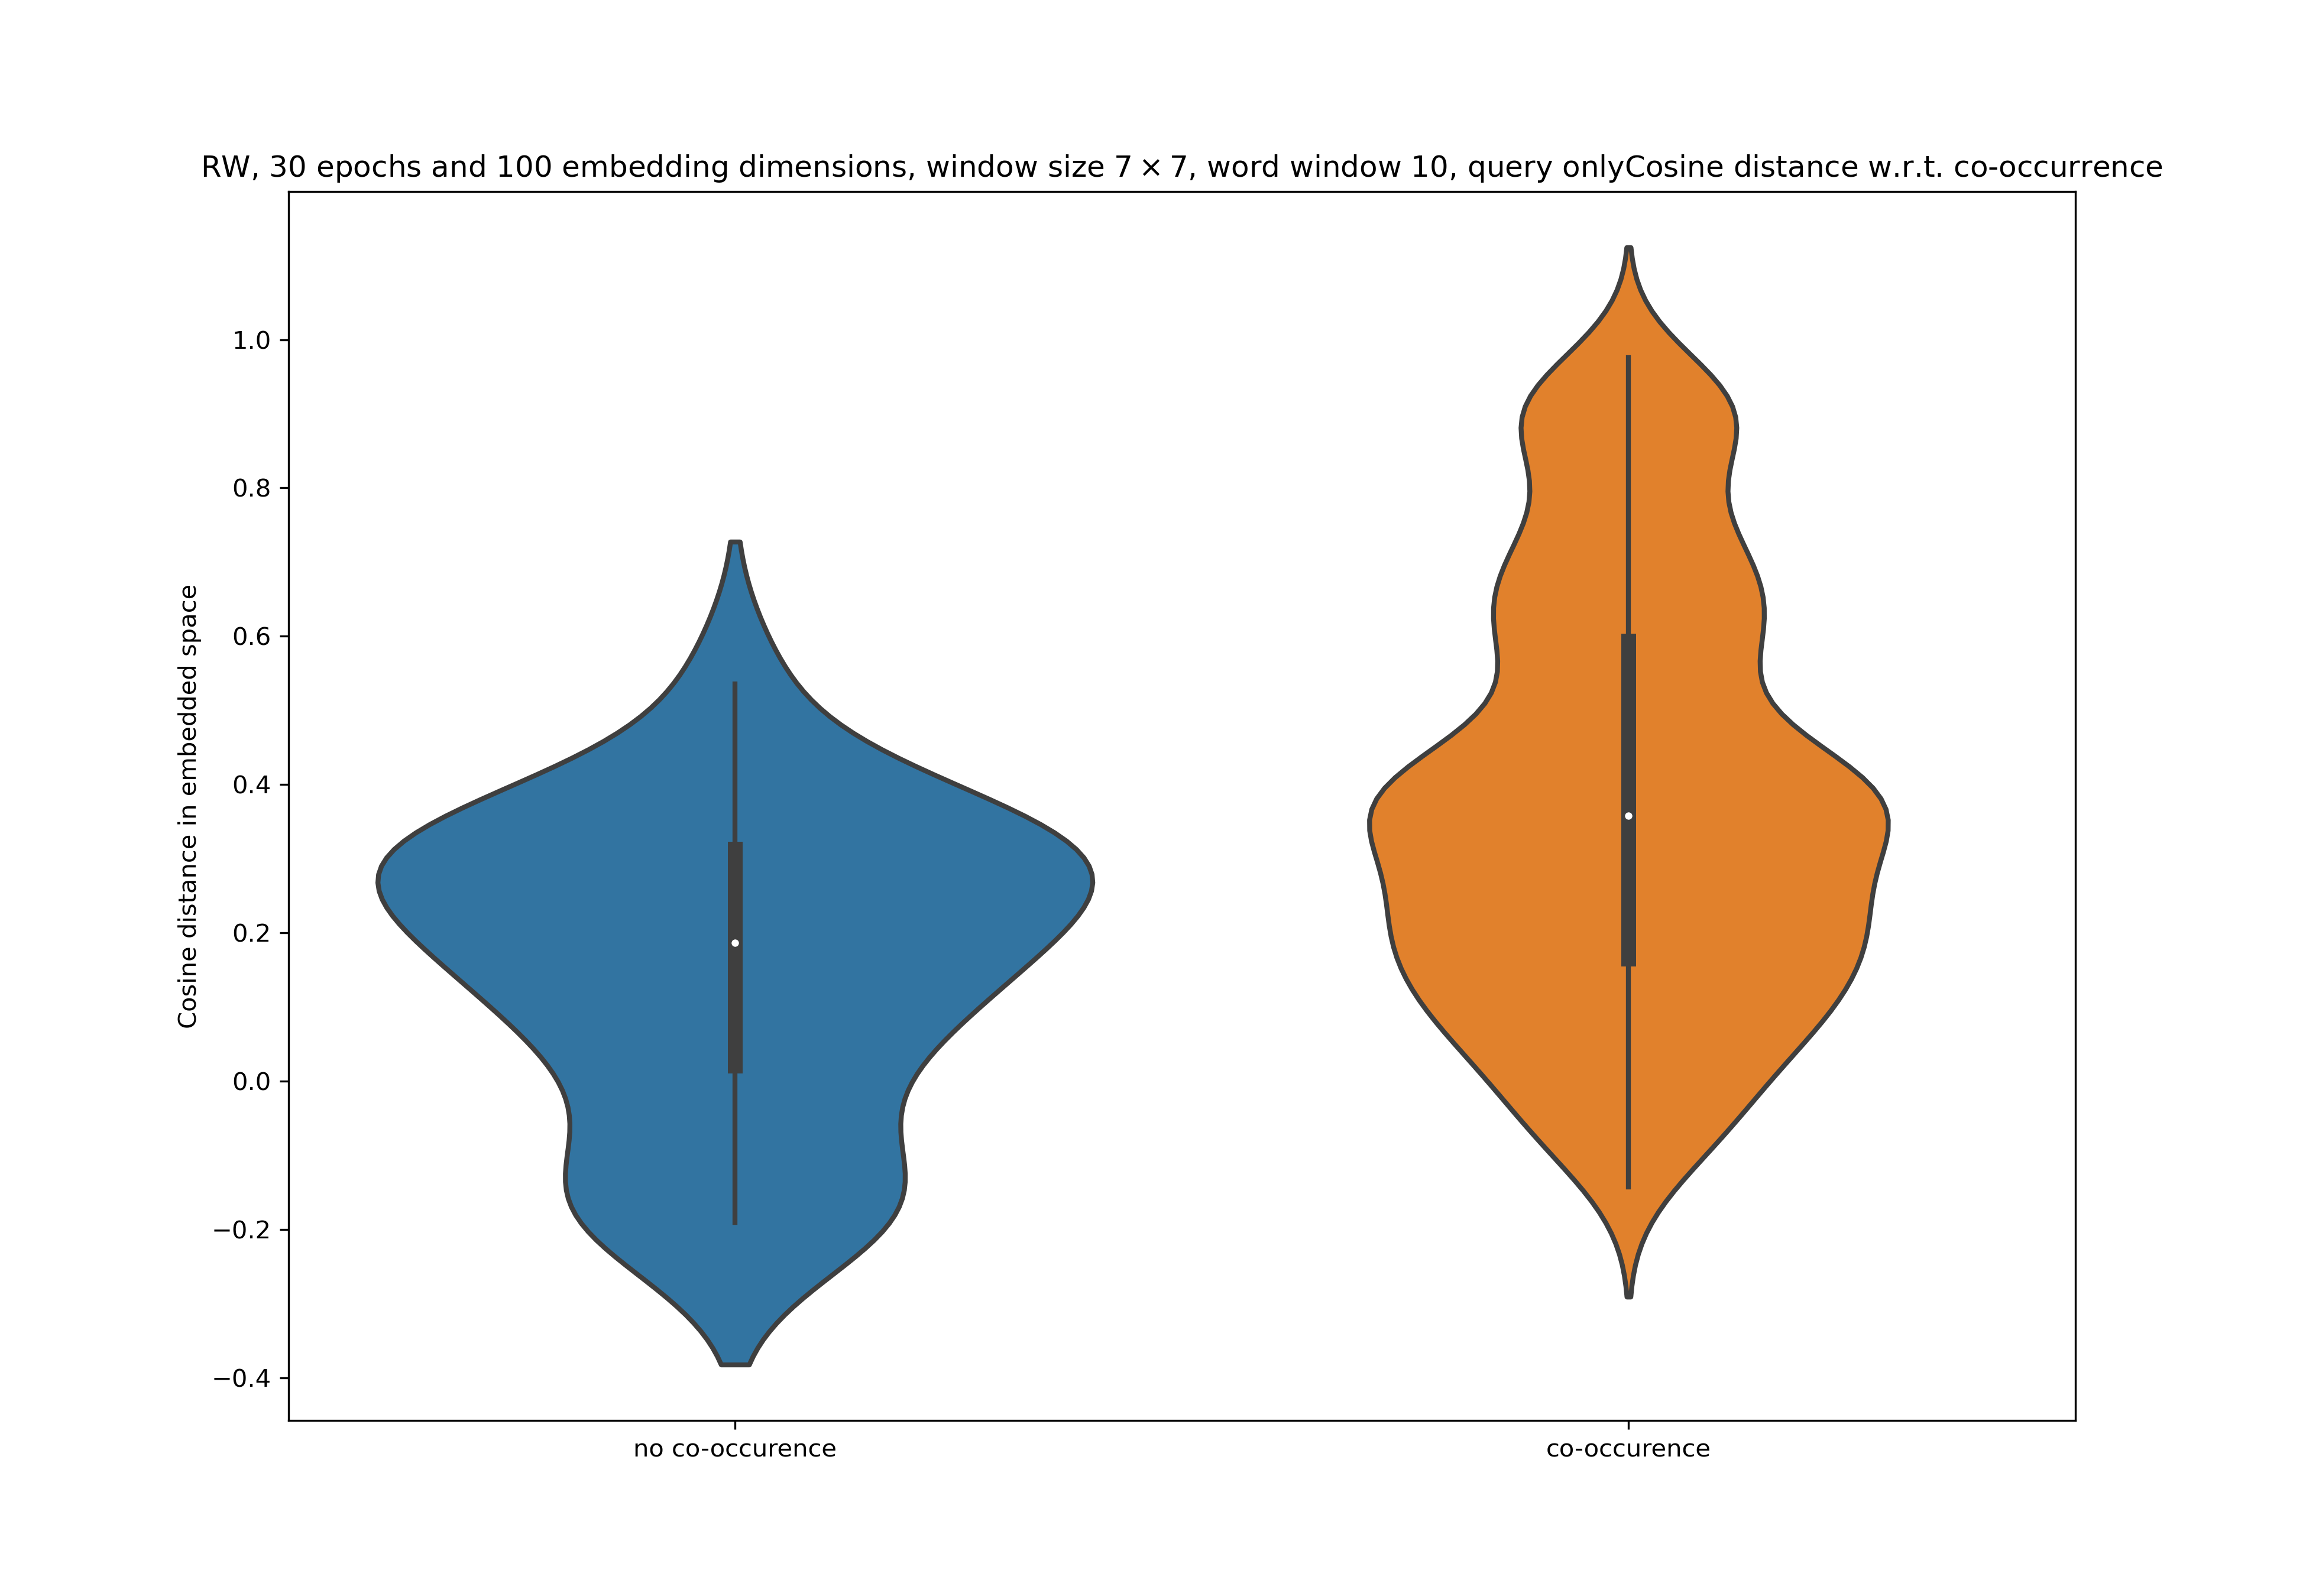 RW, 30 epochs and 100 embedding dimensions, window size 7 × 7, word window 10, query onlyCosine distance w.r.t. co-occurrence
Cosine distance in embedded space
1.0
0.8
0.6
0.4
0.2
0.0
−0.2
−0.4
no co-occurence
co-occurence